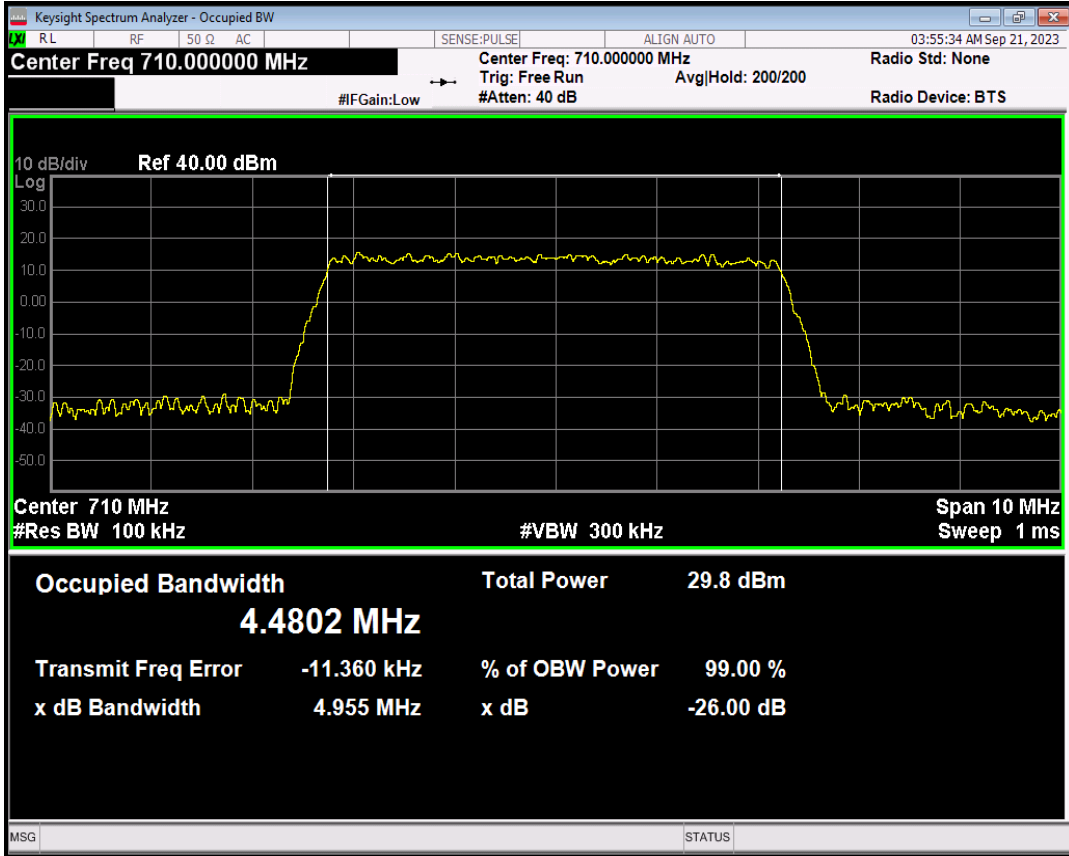 Keysight Spectrum Analyzer - Occupied BW
LXI RL RF 50 Ω AC SENSE:PULSE ALIGN AUTO 03:55:34 AM Sep 21, 2023
Center Freq 710.000000 MHz Center Freq: 710.000000 MHz Radio Std: None
Trig: Free Run Avg|Hold: 200/200
#IFGain:Low #Atten: 40 dB Radio Device: BTS
10 dB/div Ref 40.00 dBm
Log
30.0
20.0
10.0
0.00
-10.0
-20.0
-30.0
-40.0
-50.0
Center 710 MHz Span 10 MHz
#Res BW 100 kHz #VBW 300 kHz Sweep 1 ms
Occupied Bandwidth Total Power 29.8 dBm
4.4802 MHz
Transmit Freq Error -11.360 kHz % of OBW Power 99.00 %
x dB Bandwidth 4.955 MHz x dB -26.00 dB
MSG STATUS